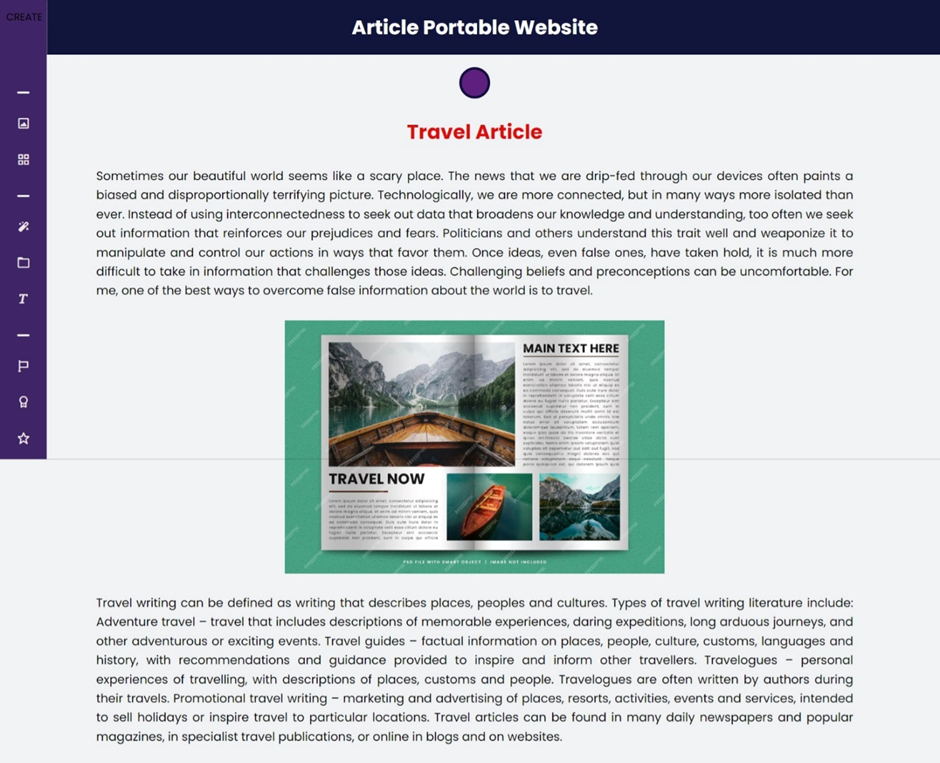 CREATE
Article Portable Website
Travel Article
Sometimes our beautiful world seems like a scary place. The news that we are drip-fed through our devices often paints a
biased and disproportionally terrifying picture. Technologically, we are more connected, but in many ways more isolated than
ever. Instead of using interconnectedness to seek out data that broadens our knowledge and understanding, too often we seek
out information that reinforces our prejudices and fears. Politicians and others understand this trait well and weaponize it to
manipulate and control our actions in ways that favor them. Once ideas, even false ones, have taken hold, it is much more
difficult to take in information that challenges those ideas. Challenging beliefs and preconceptions can be uncomfortable. For
me, one of the best ways to overcome false information about the world is to travel.
MAIN TEXT HERE
TRAVEL NOW
PSD FILE WITH SMART OBJECT | IMAGE NOT INCLUDED
Travel writing can be defined as writing that describes places, peoples and cultures. Types of travel writing literature include:
Adventure travel – travel that includes descriptions of memorable experiences, daring expeditions, long arduous journeys, and
other adventurous or exciting events. Travel guides – factual information on places, people, culture, customs, languages and
history, with recommendations and guidance provided to inspire and inform other travellers. Travelogues – personal
experiences of travelling, with descriptions of places, customs and people. Travelogues are often written by authors during
their travels. Promotional travel writing – marketing and advertising of places, resorts, activities, events and services, intended
to sell holidays or inspire travel to particular locations. Travel articles can be found in many daily newspapers and popular
magazines, in specialist travel publications, or online in blogs and on websites.